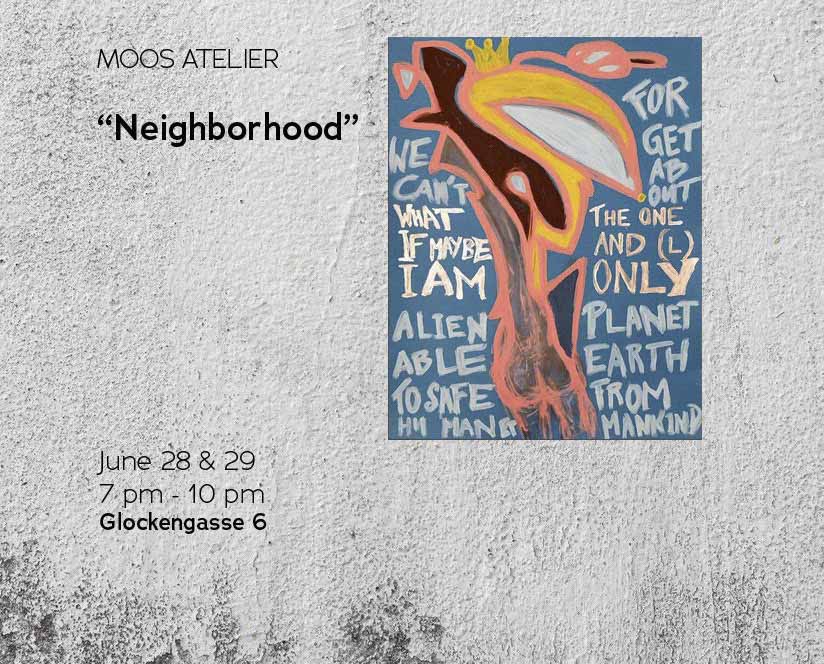 MOOS ATELIER
“Neighborhood”
FOR
GET
AB
OUT
WE
CAN'T
WHAT
IF MAYBE
I AM
THE ONE
AND (L)
ONLY
ALIEN
ABLE
TO SAFE
HU MAN &
PLANET
EARTH
FROM
MANKIND
June 28 & 29
7 pm - 10 pm
Glockengasse 6